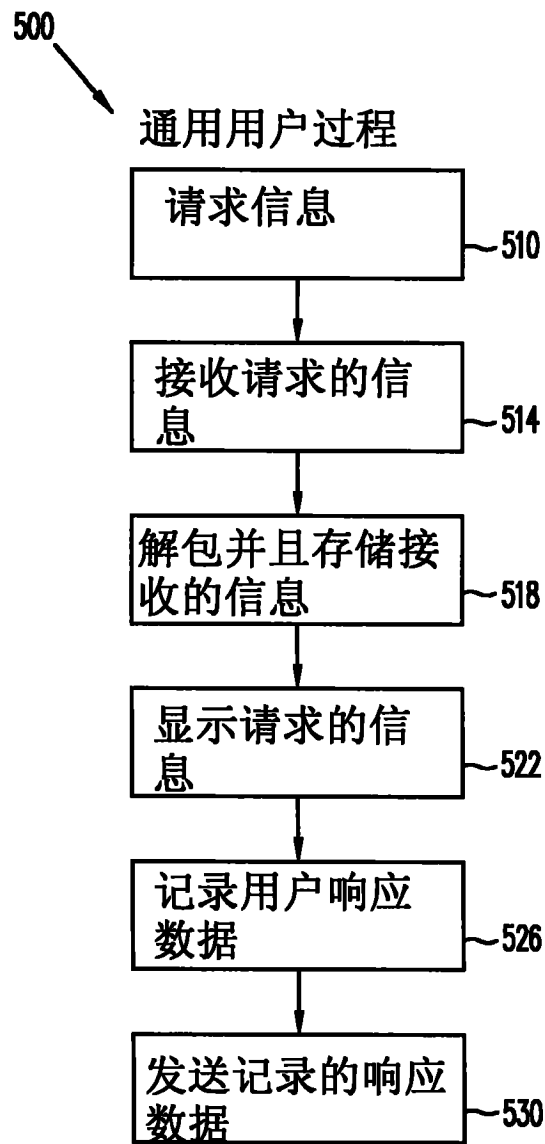 500
通用用户过程
请求信息
510
接收请求的信
息
514
解包并且存储接
收的信息
518
显示请求的信
息
522
记录用户响应
数据
526
发送记录的响应
数据
530